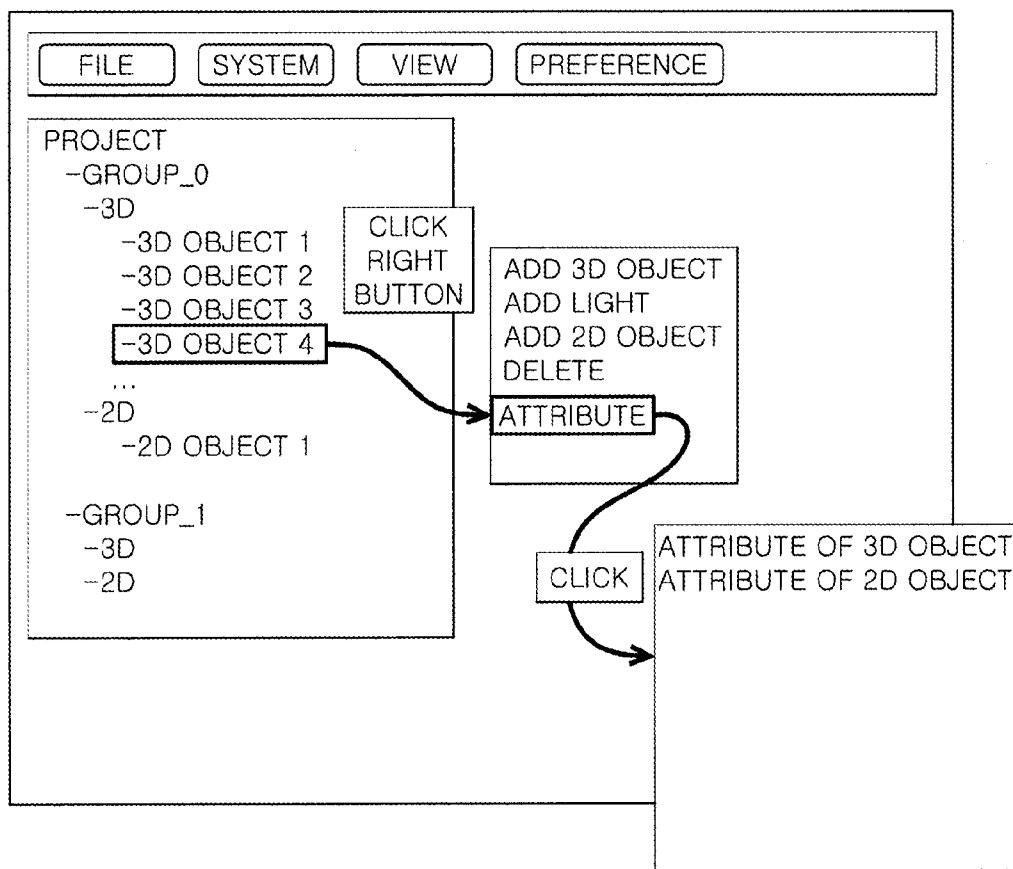 FILE SYSTEM VIEW PREFERENCE
PROJECT
-GROUP_0
-3D
-3D OBJECT 1
-3D OBJECT 2
-3D OBJECT 3
-3D OBJECT 4
...
-2D
-2D OBJECT 1
-GROUP_1
-3D
-2D
CLICK
RIGHT
BUTTON
ADD 3D OBJECT
ADD LIGHT
ADD 2D OBJECT
DELETE
ATTRIBUTE
CLICK
ATTRIBUTE OF 3D OBJECT
ATTRIBUTE OF 2D OBJECT